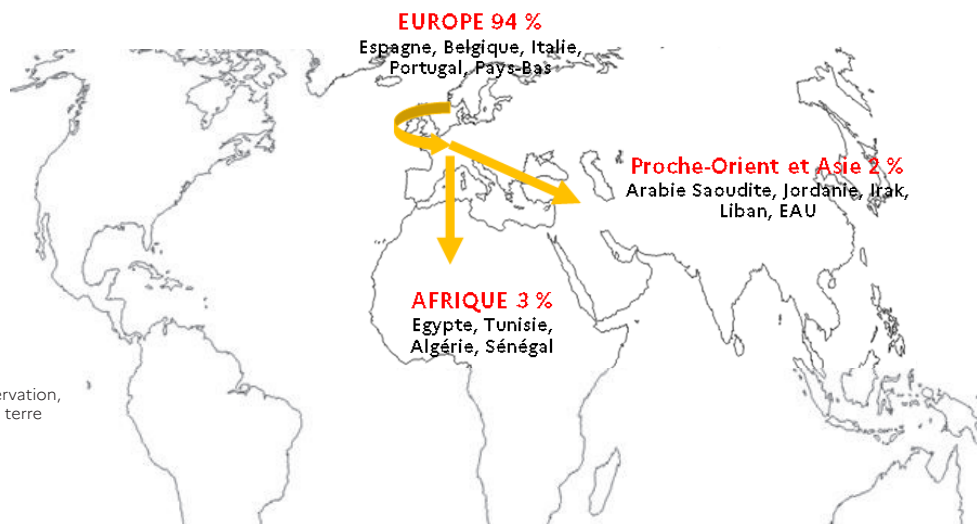 EUROPE 94 %
Espagne, Belgique, Italie,
Portugal, Pays-Bas
Proche-Orient et Asie 2 %
Arabie Saoudite, Jordanie, Irak,
Liban, EAU
AFRIQUE 3 %
Egypte, Tunisie,
Algérie, Sénégal
ervation,
terre